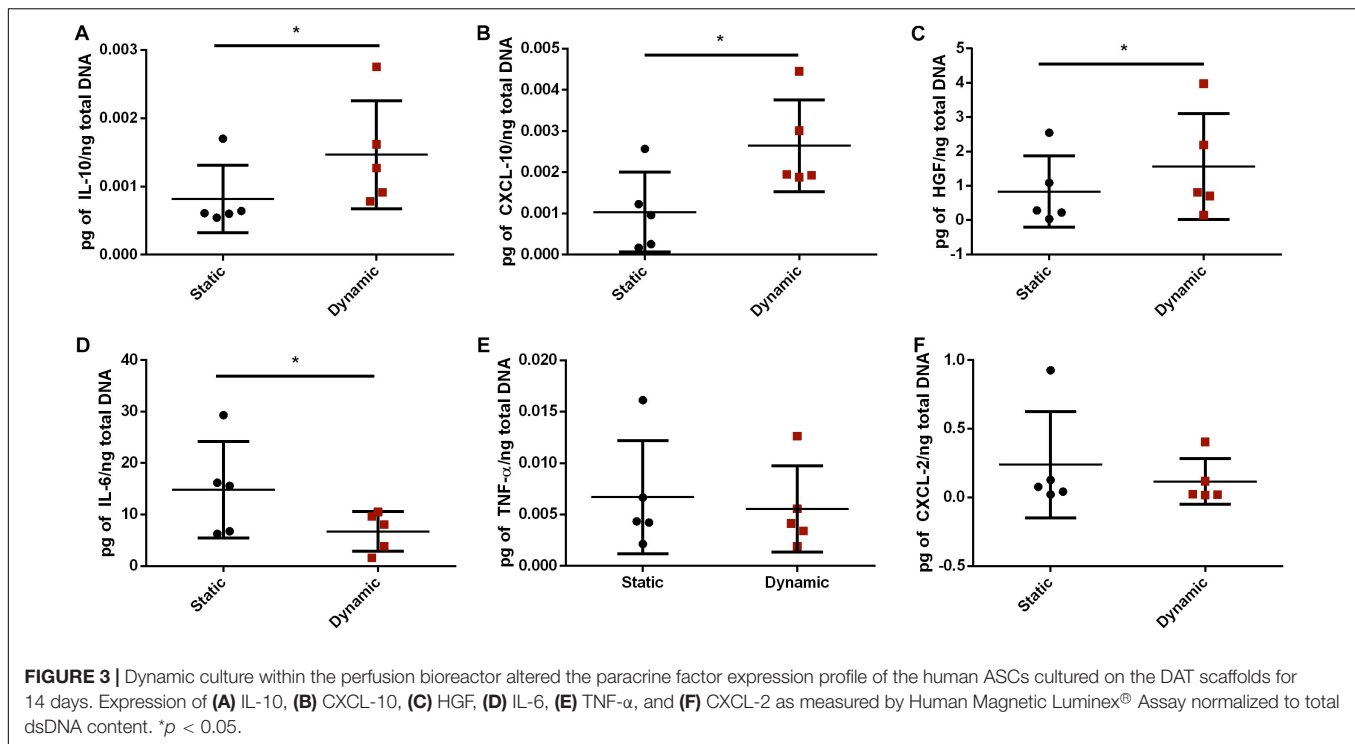 A
*
pg of IL-10/ng total DNA
0.003
0.002
0.001
0.000
Static
Dynamic
B
*
pg of CXCL-10/ng total DNA
0.005
0.004
0.003
0.002
0.001
0.000
Static
Dynamic
C
*
pg of HGF/ng total DNA
5
4
3
2
1
0
-1
Static
Dynamic
D
*
pg of IL-6/ng total DNA
40
30
20
10
0
Static
Dynamic
E
pg of TNF-α/ng total DNA
0.020
0.015
0.010
0.005
0.000
Static
Dynamic
F
pg of CXCL-2/ng total DNA
1.0
0.5
0.0
-0.5
Static
Dynamic
FIGURE 3 | Dynamic culture within the perfusion bioreactor altered the paracrine factor expression profile of the human ASCs cultured on the DAT scaffolds for
14 days. Expression of (A) IL-10, (B) CXCL-10, (C) HGF, (D) IL-6, (E) TNF-α, and (F) CXCL-2 as measured by Human Magnetic Luminex® Assay normalized to total
dsDNA content. *p < 0.05.